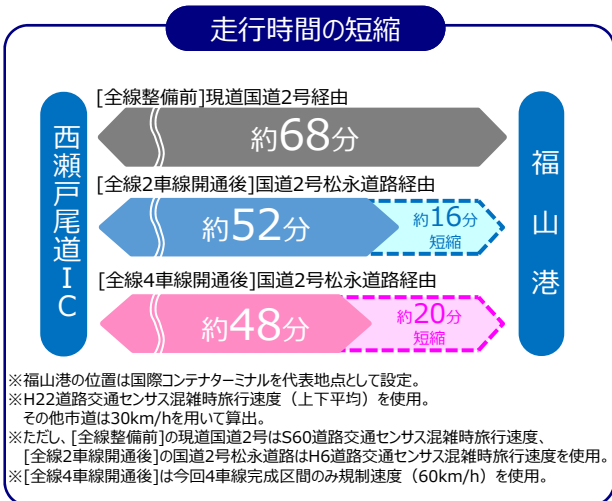 走行時間の短縮
[全線整備前]現道国道2号経由
約68分
[全線2車線開通後]国道2号松永道路経由
約52分
約16分
短縮
[全線4車線開通後]国道2号松永道路経由
約48分
約20分
短縮
西瀬戸尾道IC
福山港
※福山港の位置は国際コンテナターミナルを代表地点として設定。
※H22道路交通センサス混雑時旅行速度（上下平均）を使用。
その他市道は30km/hを用いて算出。
※ただし、[全線整備前]の現道国道2号はS60道路交通センサス混雑時旅行速度、
[全線2車線開通後]の国道2号松永道路はH6道路交通センサス混雑時旅行速度を使用。
※[全線4車線開通後]は今回4車線完成区間のみ規制速度（60km/h）を使用。